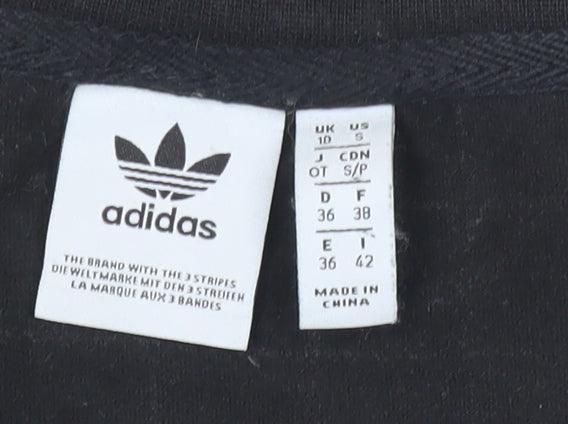 adidas
THE BRAND WITH THE 3 STRIPES
DIE WELTMARKE MIT DEN 3 STREIFEN
LA MARQUE AUX 3 BANDES
UK US
10 S
J CDN
OT S/P
D F
36 38
E I
36 42
MADE IN
CHINA